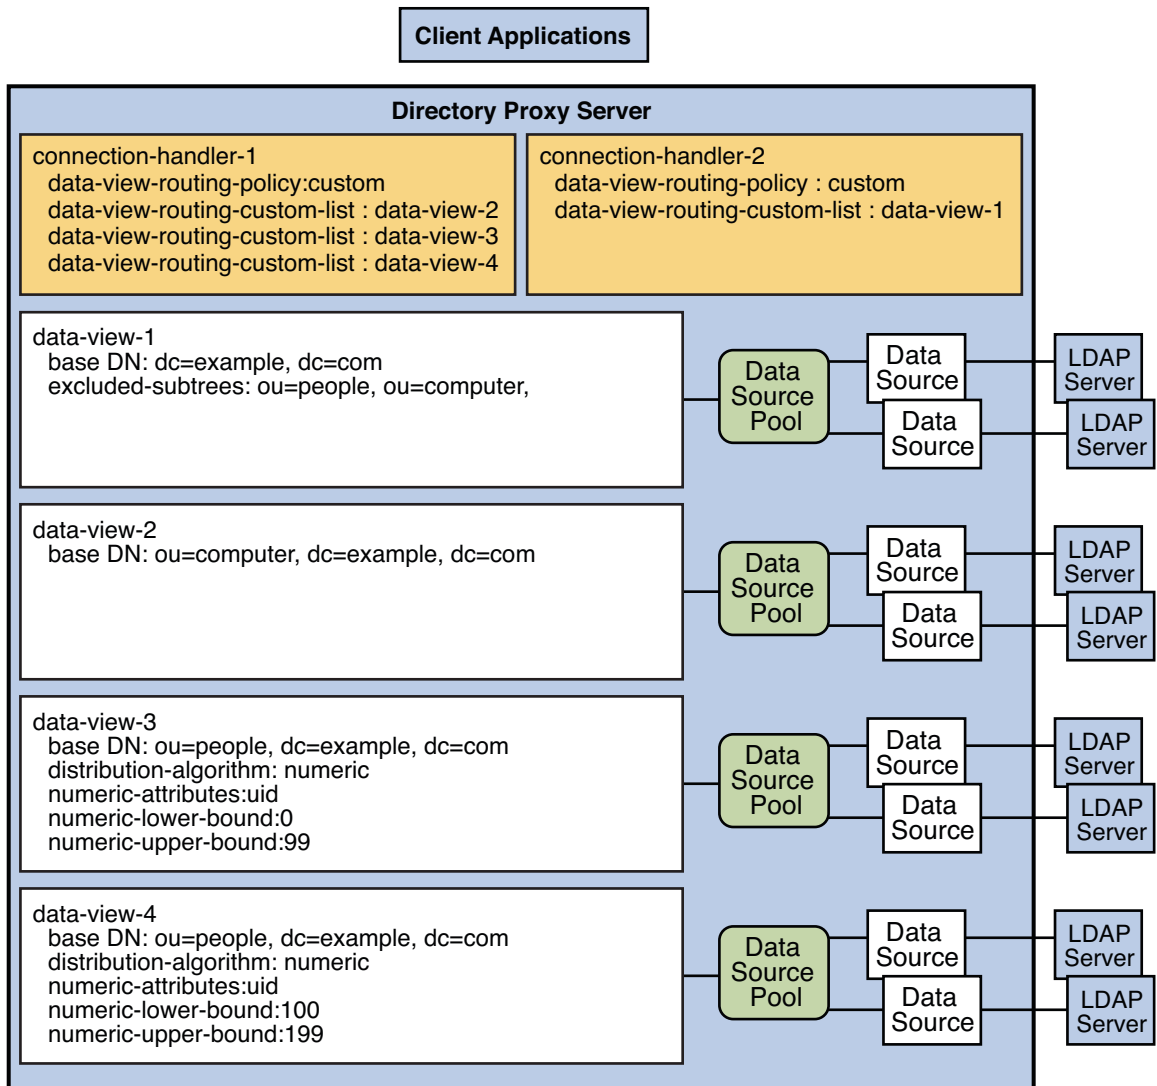 Client Applications
Directory Proxy Server
connection-handler-1
data-view-routing-policy:custom
data-view-routing-custom-list : data-view-2
data-view-routing-custom-list : data-view-3
data-view-routing-custom-list : data-view-4
connection-handler-2
data-view-routing-policy : custom
data-view-routing-custom-list : data-view-1
data-view-1
base DN: dc=example, dc=com
excluded-subtrees: ou=people, ou=computer,
Data
Source
Pool
Data
Source
Data
Source
LDAP
Server
LDAP
Server
data-view-2
base DN: ou=computer, dc=example, dc=com
Data
Source
Pool
Data
Source
Data
Source
LDAP
Server
LDAP
Server
data-view-3
base DN: ou=people, dc=example, dc=com
distribution-algorithm: numeric
numeric-attributes:uid
numeric-lower-bound:0
numeric-upper-bound:99
Data
Source
Pool
Data
Source
Data
Source
LDAP
Server
LDAP
Server
data-view-4
base DN: ou=people, dc=example, dc=com
distribution-algorithm: numeric
numeric-attributes:uid
numeric-lower-bound:100
numeric-upper-bound:199
Data
Source
Pool
Data
Source
Data
Source
LDAP
Server
LDAP
Server